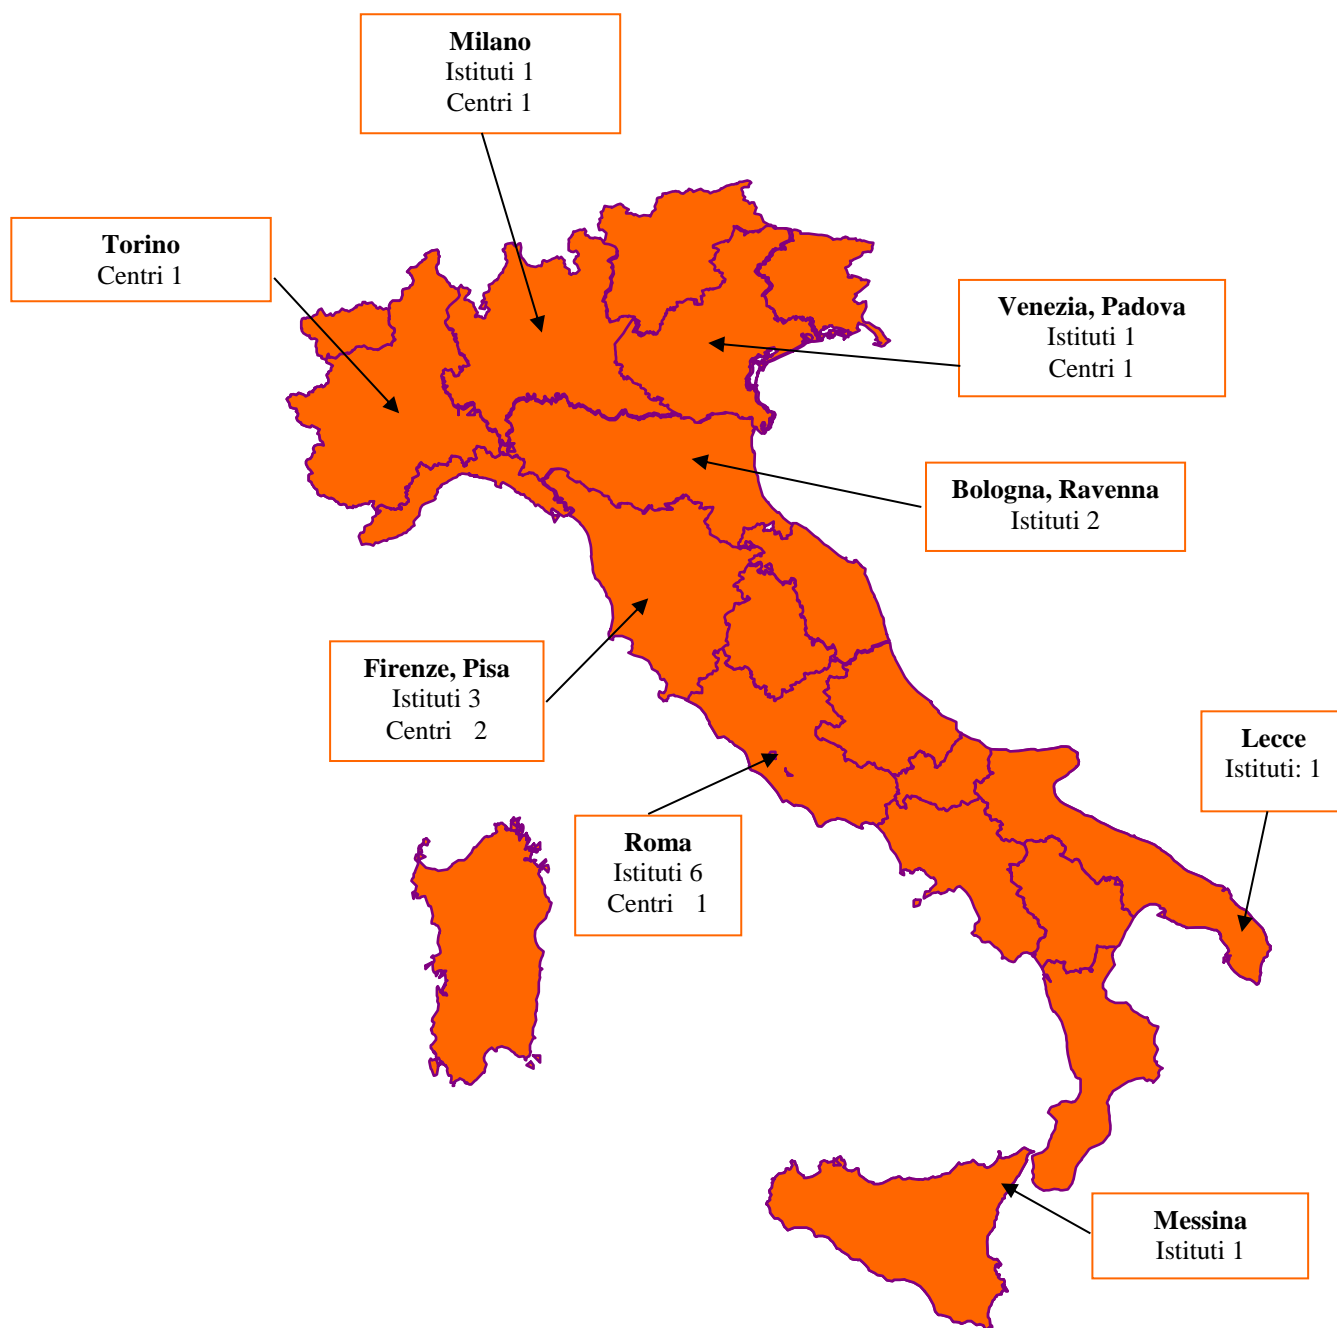 Milano
Istituti 1
Centri 1
Torino
Centri 1
Venezia, Padova
Istituti 1
Centri 1
Bologna, Ravenna
Istituti 2
Firenze, Pisa
Istituti 3
Centri 2
Lecce
Istituti: 1
Roma
Istituti 6
Centri 1
Messina
Istituti 1